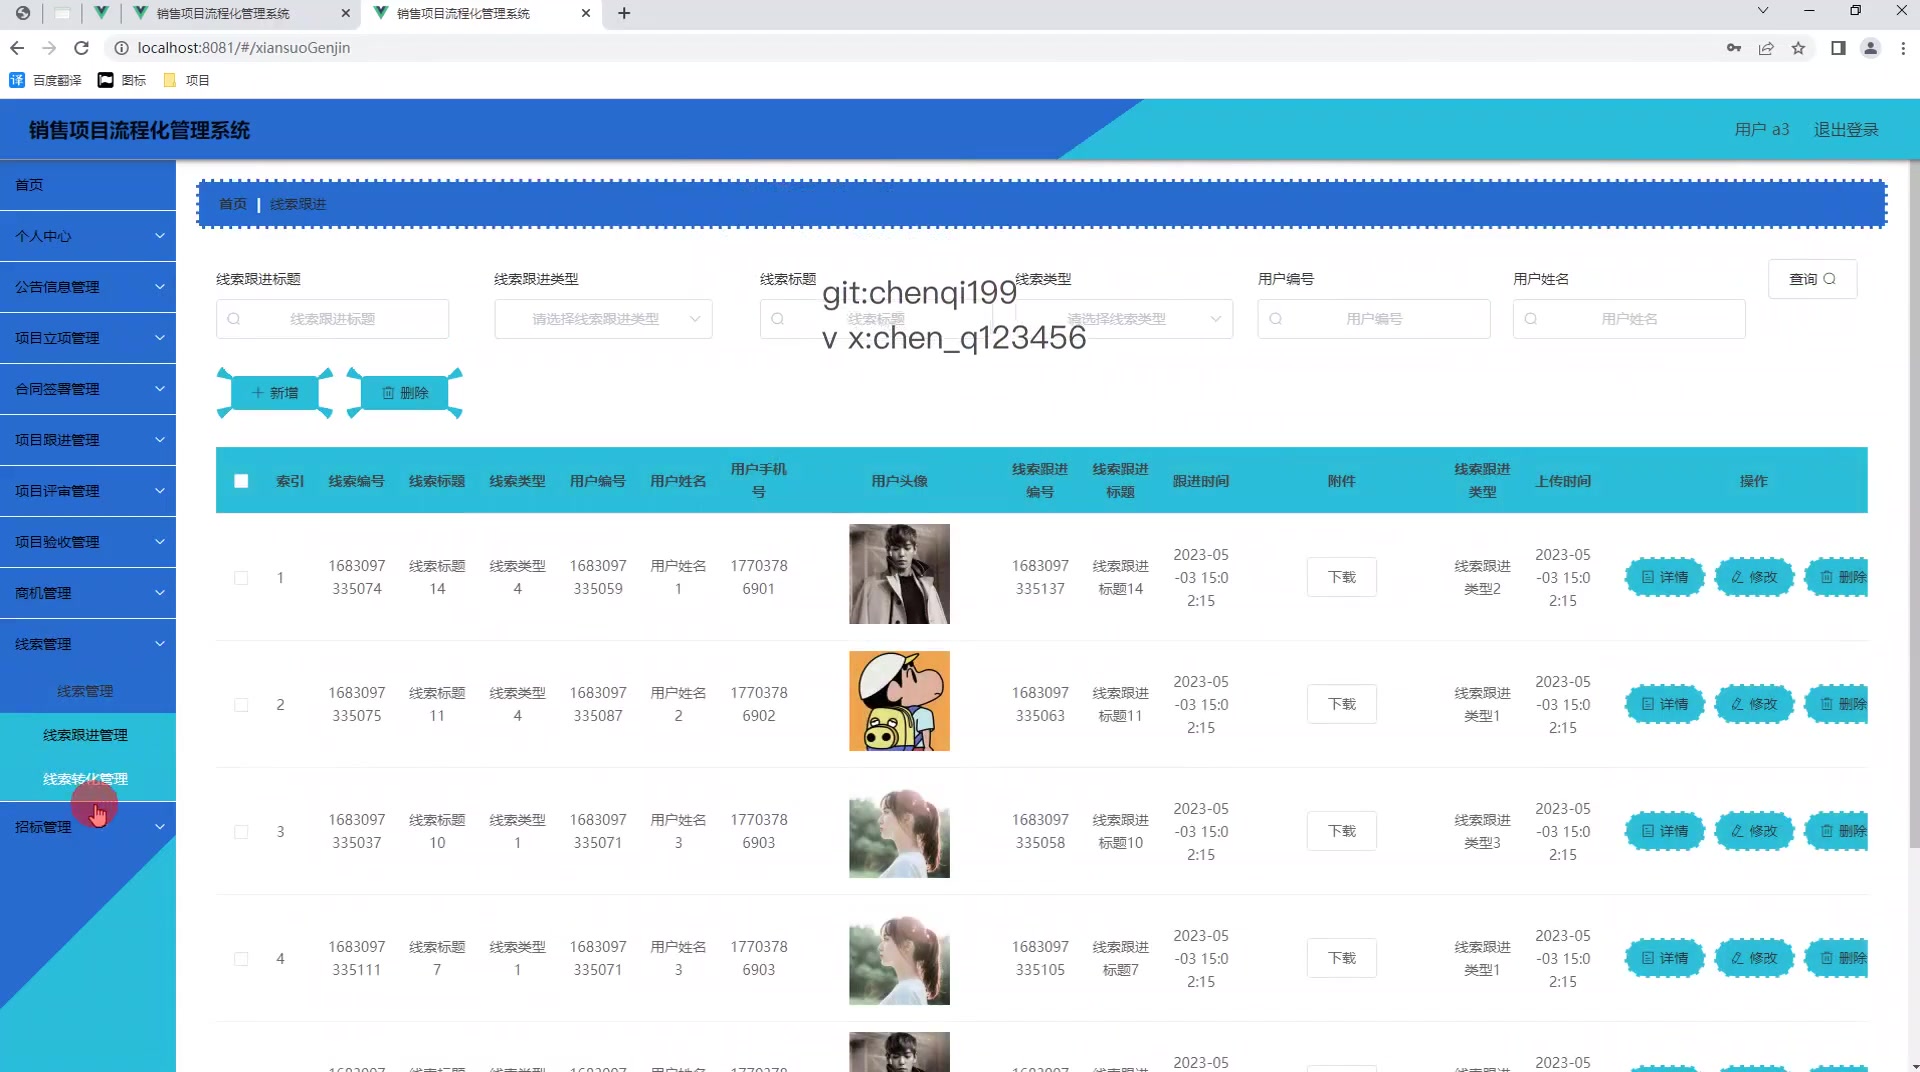 销售项目流程化管理系统
销售项目流程化管理系统
localhost:8081/#/xiansuoGenjin
译 百度翻译
图标
项目
销售项目流程化管理系统
用户 a3
退出登录
首页
个人中心
公告信息管理
项目立项管理
合同签署管理
项目跟进管理
项目评审管理
项目验收管理
商机管理
线索管理
线索管理
线索跟进管理
线索转化管理
招标管理
首页 | 线索跟进
线索跟进标题
线索跟进标题
线索跟进类型
请选择线索跟进类型
线索标题
线索标题
线索类型
请选择线索类型
用户编号
用户编号
用户姓名
用户姓名
查询
git:chenqi199
v x:chen_q123456
新增
删除
索引 线索编号 线索标题 线索类型 用户编号 用户姓名 用户手机号 用户头像 线索跟进编号 线索跟进标题 跟进时间 附件 线索跟进类型 上传时间 操作
1 1683097335074 线索标题14 线索类型4 1683097335059 用户姓名1 17703786901 1683097335137 线索跟进标题14 2023-05-03 15:02:15 下载 线索跟进类型2 2023-05-03 15:02:15 详情 修改 删除
2 1683097335075 线索标题11 线索类型4 1683097335087 用户姓名2 17703786902 1683097335063 线索跟进标题11 2023-05-03 15:02:15 下载 线索跟进类型1 2023-05-03 15:02:15 详情 修改 删除
3 1683097335037 线索标题10 线索类型1 1683097335071 用户姓名3 17703786903 1683097335058 线索跟进标题10 2023-05-03 15:02:15 下载 线索跟进类型3 2023-05-03 15:02:15 详情 修改 删除
4 1683097335111 线索标题7 线索类型1 1683097335071 用户姓名3 17703786903 1683097335105 线索跟进标题7 2023-05-03 15:02:15 下载 线索跟进类型1 2023-05-03 15:02:15 详情 修改 删除
2023-05 2023-05